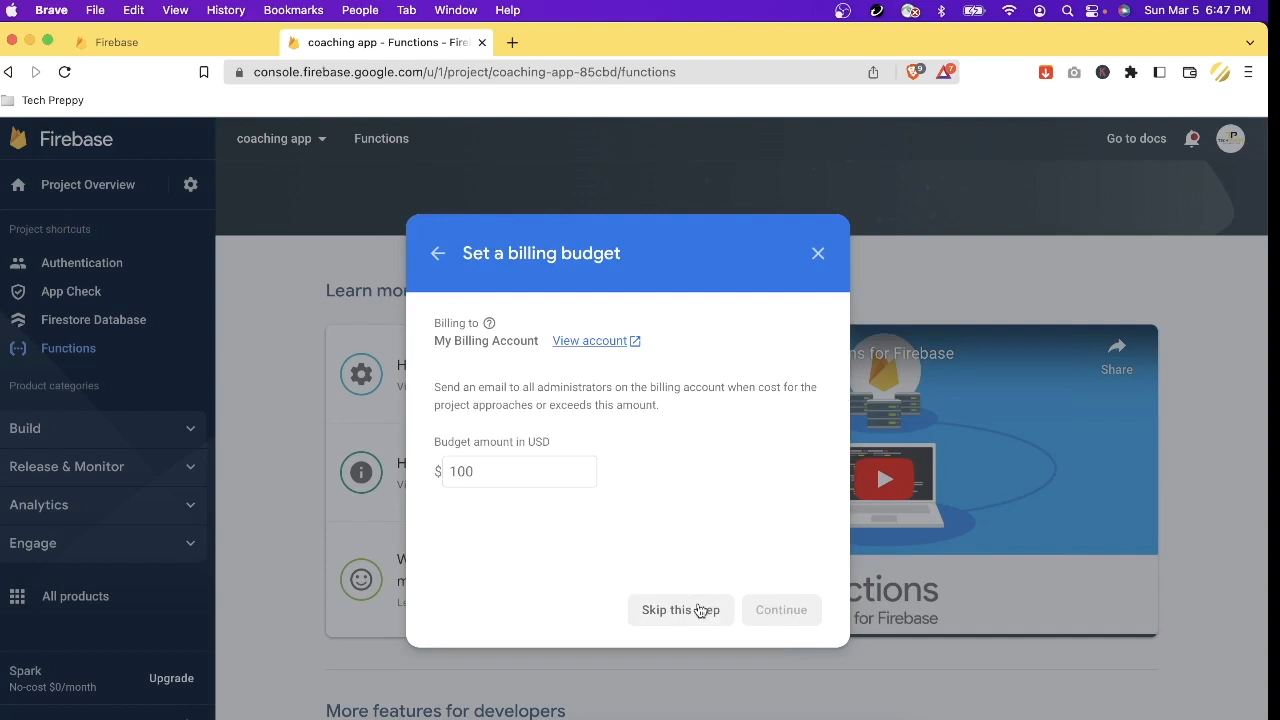 Brave File Edit View History Bookmarks People Tab Window Help Sun Mar 5 6:47 PM
Firebase coaching app - Functions - Fire
console.firebase.google.com/u/1/project/coaching-app-85cbd/functions 9 7
Tech Preppy
Firebase coaching app Functions Go to docs
Project Overview
Project shortcuts
Authentication
App Check
Firestore Database
Functions
Product categories
Build
Release & Monitor
Analytics
Engage
All products
Spark
No-cost $0/month
Upgrade
Set a billing budget
Billing to
My Billing Account View account
Send an email to all administrators on the billing account when cost for the
project approaches or exceeds this amount.
Budget amount in USD
$ 100
Skip this Continue
for Firebase
Share
for Firebase
More features for developers